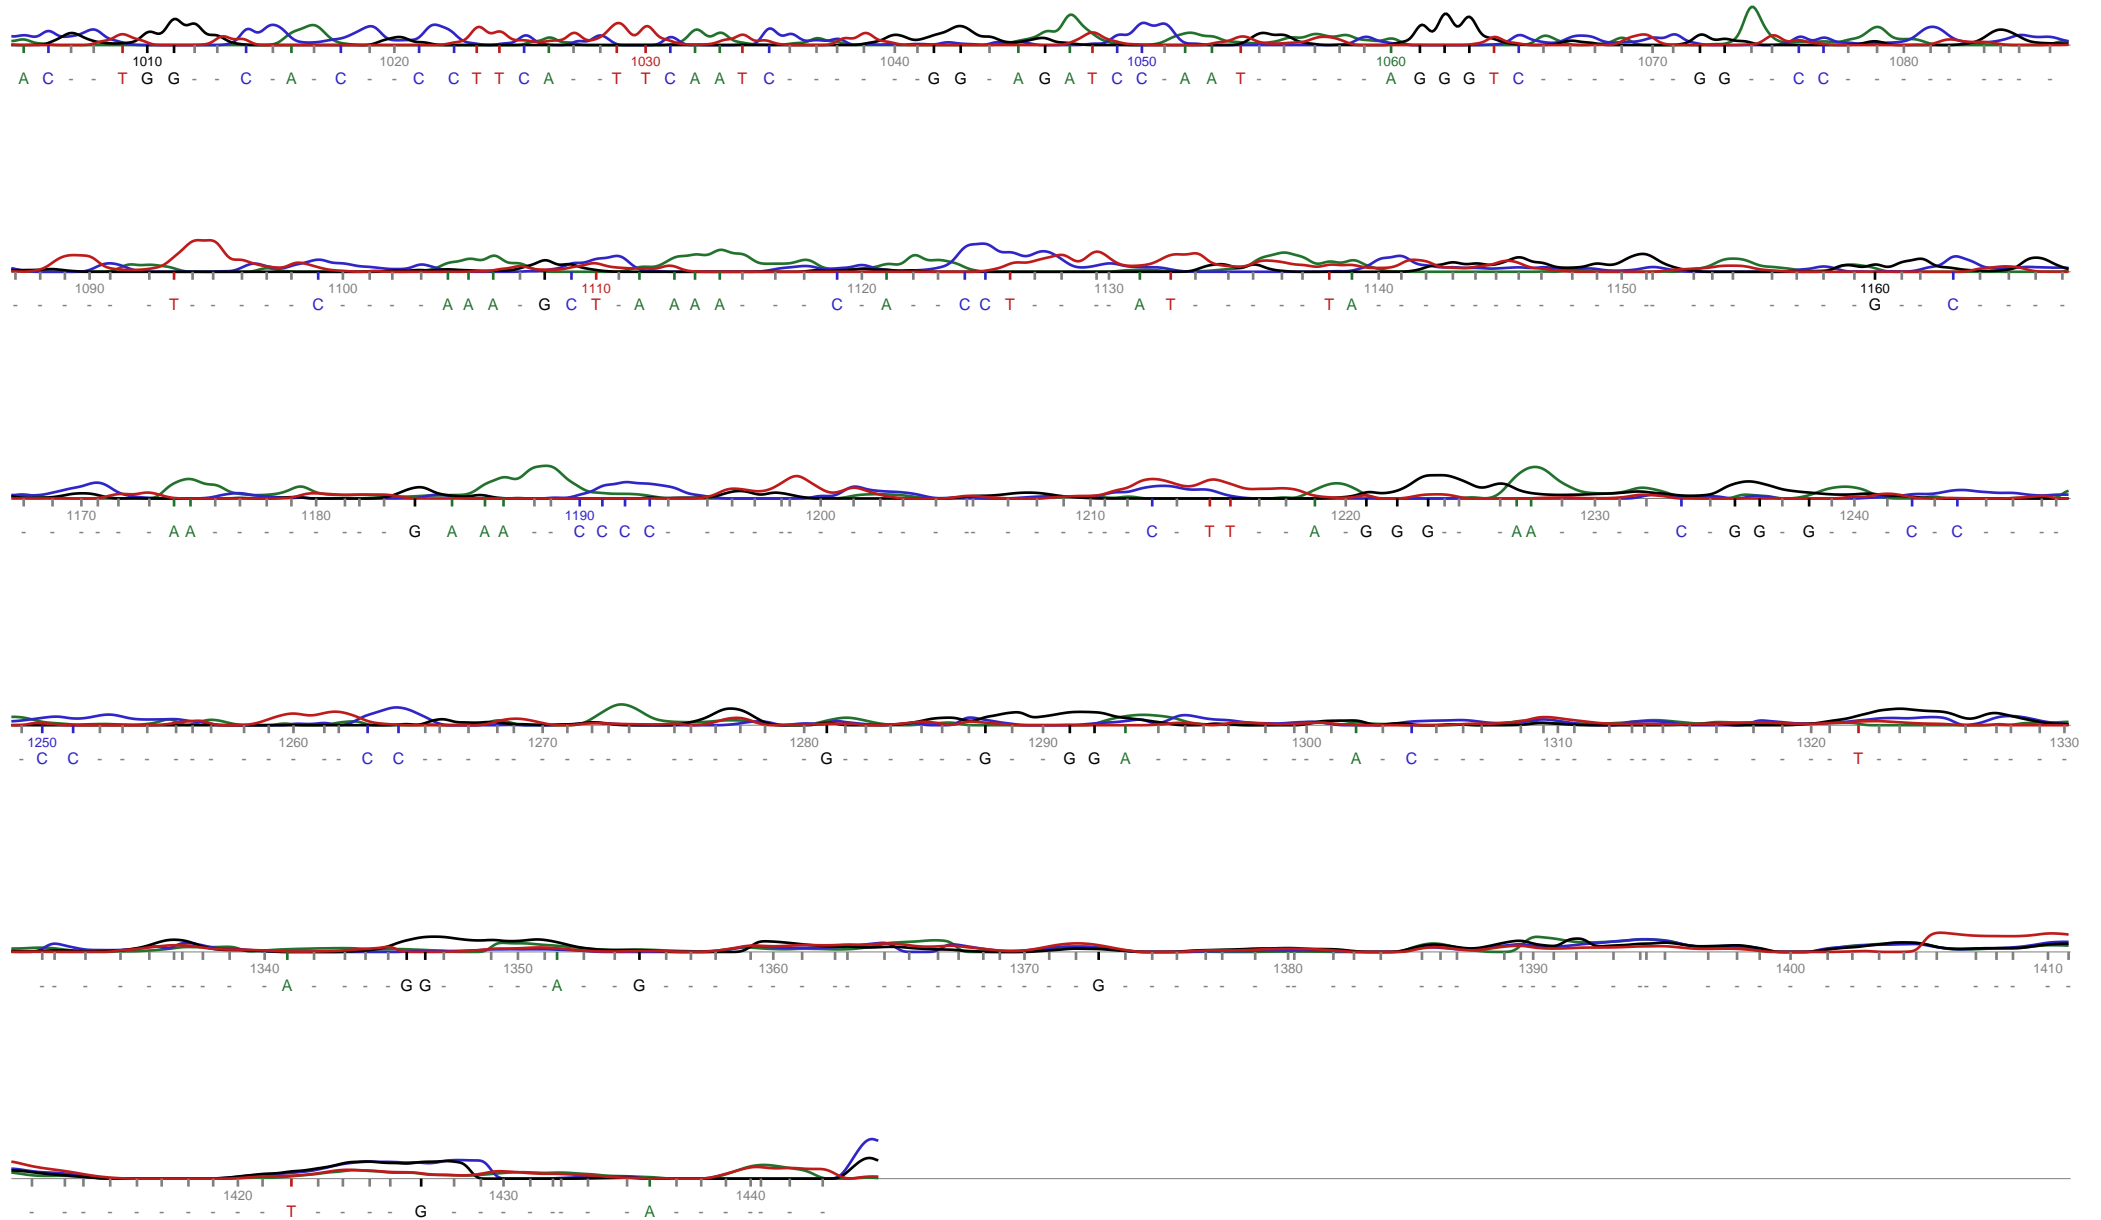 1010 1020 1030 1040 1050 1060 1070 1080
A C - - T G G - - C - A - C - - C C T T C A - - T T C A A T C - - - - - - G G - A G A T C C - A A T - - - - - A G G G T C - - - - - - G G - - C C - - - - - - - - -
1090 1100 1110 1120 1130 1140 1150 1160
- - - - - - T - - - - - C - - - - A A A - G C T - A A A A - - - - C - A - - C C T - - - - A T - - - - - T A - - - - - - - - - - - - - - - - - - - - G - - C - - - -
1170 1180 1190 1200 1210 1220 1230 1240
- - - - - - A A - - - - - - - - - G A A A - - C C C C - - - - - - - - - - - - - - - - - - - - C - T T - - A - G G G - - - A A - - - - C - G G - G - - - C - C - - - -
1250 1260 1270 1280 1290 1300 1310 1320 1330
- C C - - - - - - - - - - - C C - - - - - - - - - - - - - - - - G - - - - - G - - G G A - - - - - - - - A - C - - - - - - - - - - - - - - - - T - - - - - - - -
1340 1350 1360 1370 1380 1390 1400 1410
- - - - - - - - - A - - - - G G - - - - A - - G - - - - - - - - - - - - - - - - - G - - - - - - - - - - - - - - - - - - - - - - - - - - - - - - - - - - -
1420 1430 1440
- - - - - - - - - T - - - - G - - - - - - - A - - - - - - -